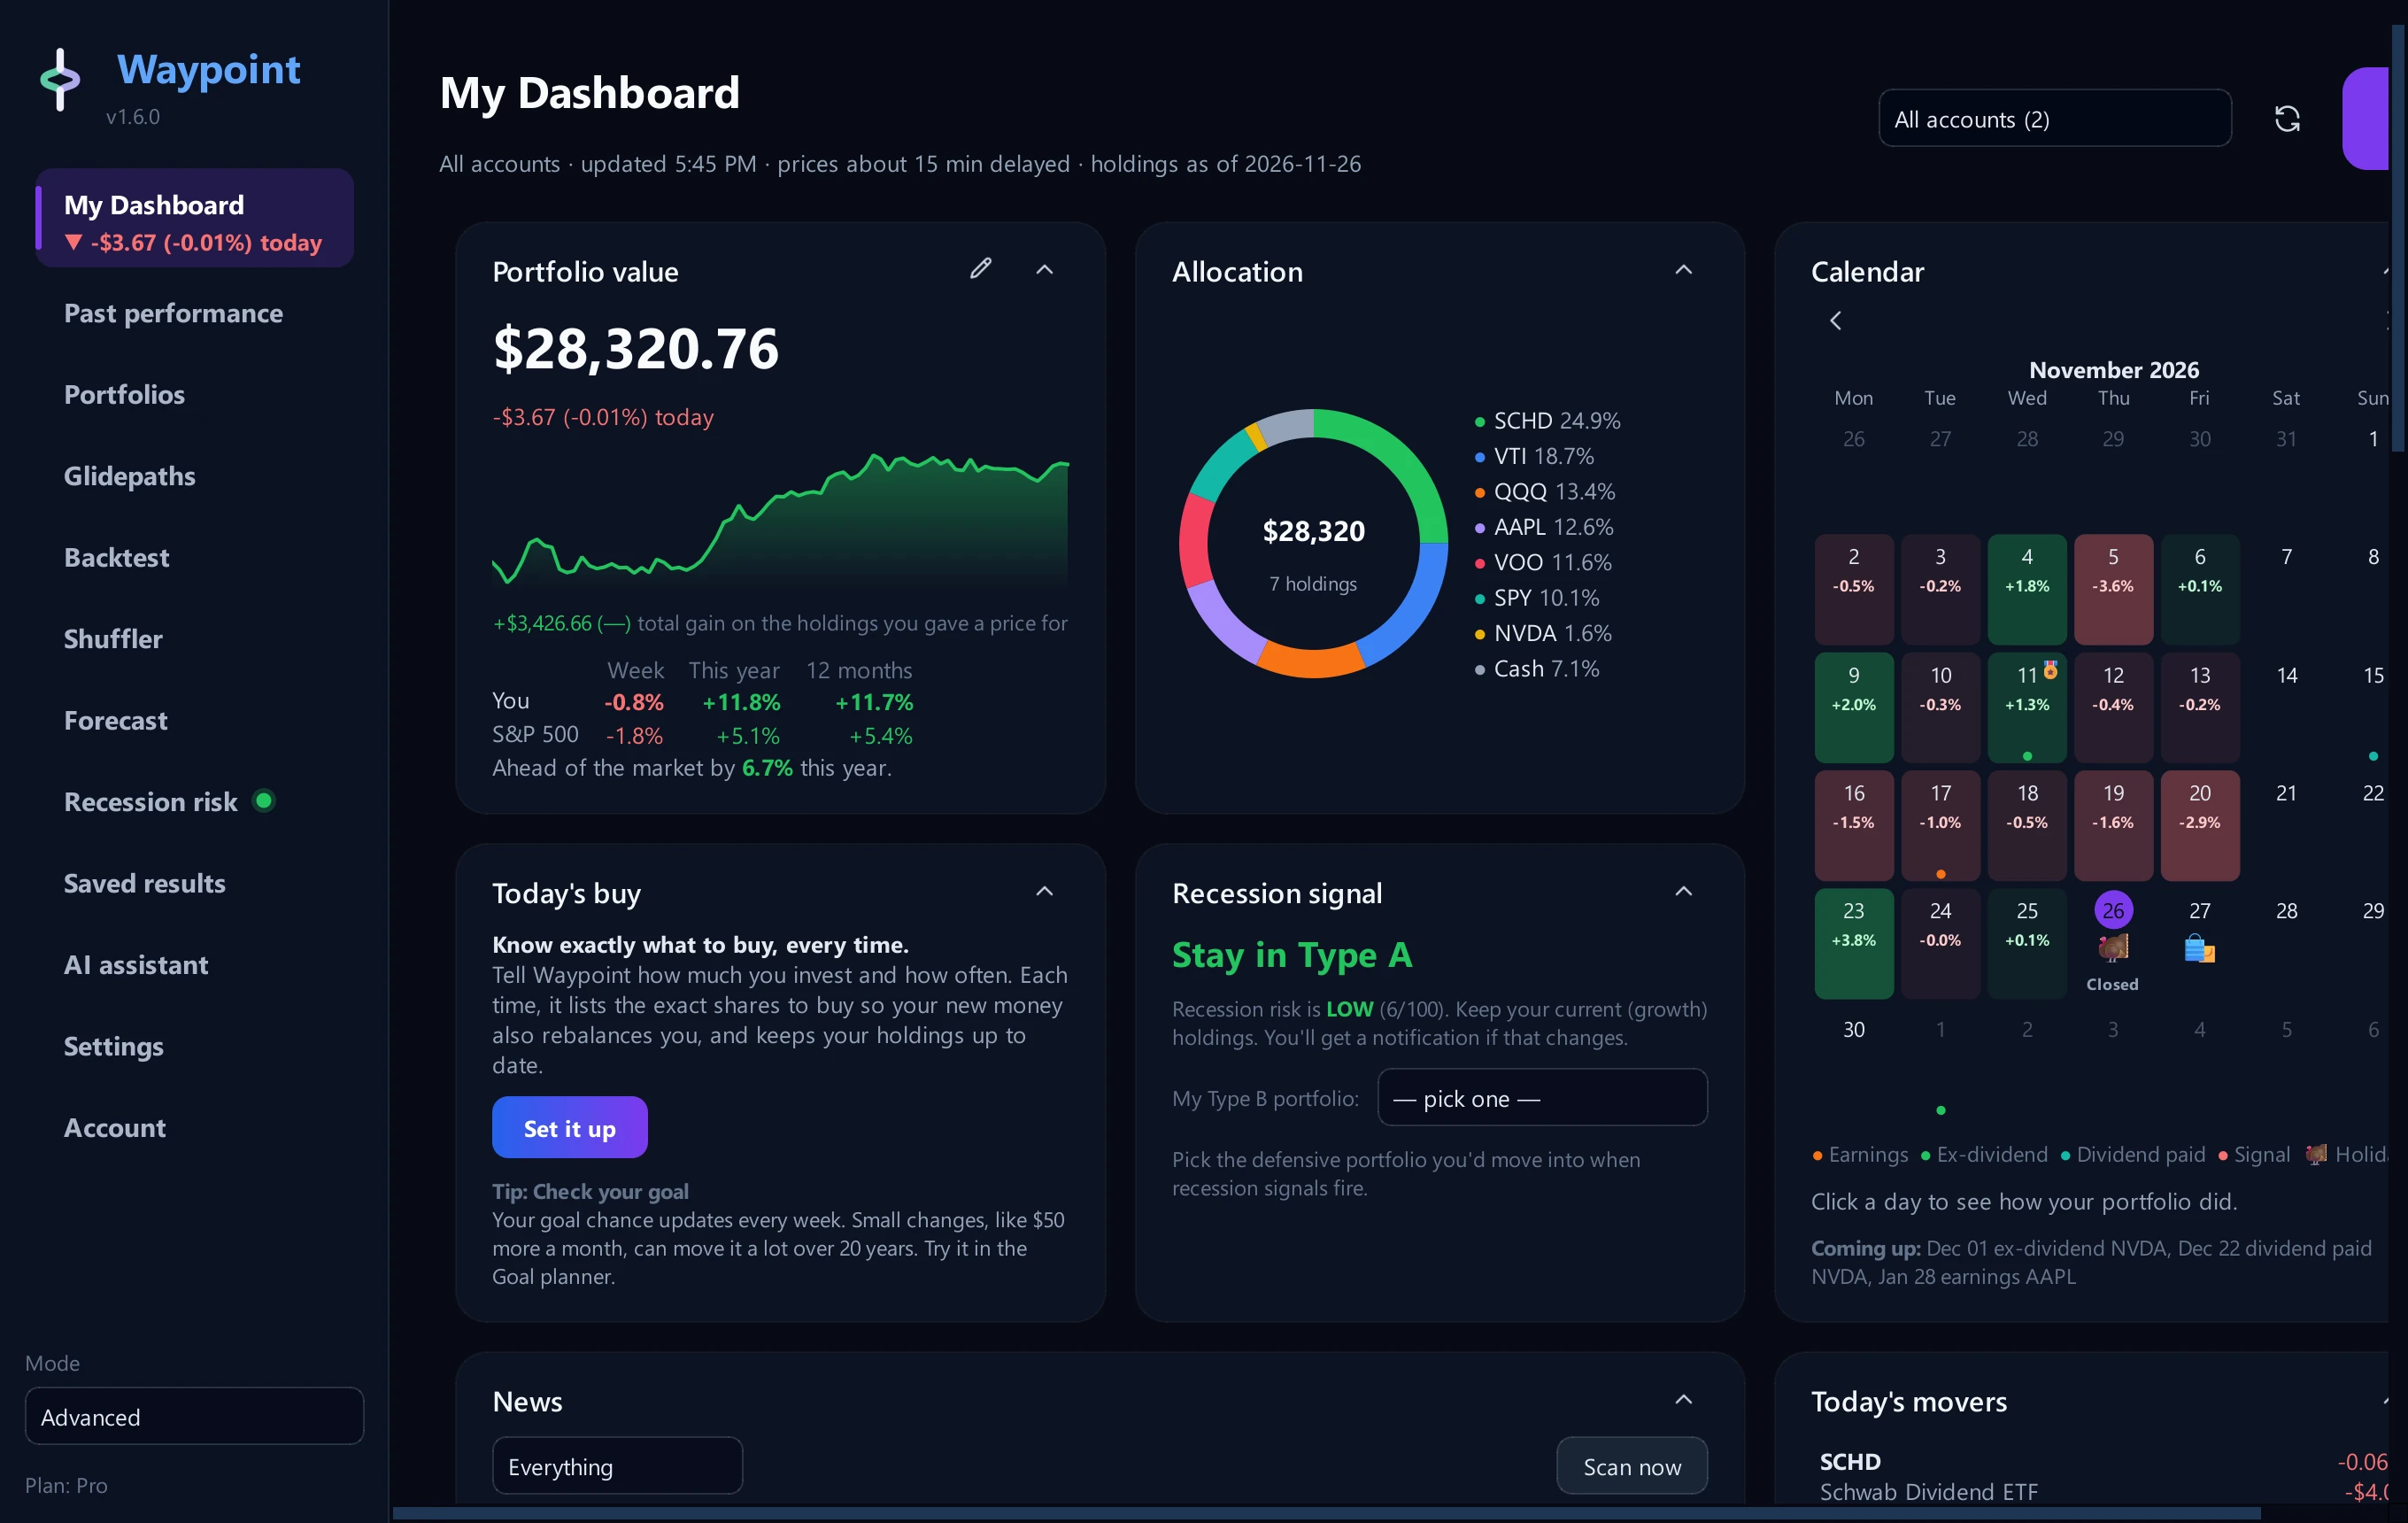 Waypoint
v1.6.0
My Dashboard
▼ -$3.67 (-0.01%) today
Past performance
Portfolios
Glidepaths
Backtest
Shuffler
Forecast
Recession risk
Saved results
AI assistant
Settings
Account
Mode
Advanced
Plan: Pro
My Dashboard
All accounts · updated 5:45 PM · prices about 15 min delayed · holdings as of 2026-11-26
All accounts (2)
Portfolio value
$28,320.76
-$3.67 (-0.01%) today
+$3,426.66 (—) total gain on the holdings you gave a price for
Week This year 12 months
You -0.8% +11.8% +11.7%
S&P 500 -1.8% +5.1% +5.4%
Ahead of the market by 6.7% this year.
Allocation
$28,320
7 holdings
SCHD 24.9%
VTI 18.7%
QQQ 13.4%
AAPL 12.6%
VOO 11.6%
SPY 10.1%
NVDA 1.6%
Cash 7.1%
Calendar
November 2026
Mon Tue Wed Thu Fri Sat Sun
26 27 28 29 30 31 1
2 3 4 5 6 7 8
-0.5% -0.2% +1.8% -3.6% +0.1%
9 10 11 12 13 14 15
+2.0% -0.3% +1.3% -0.4% -0.2%
16 17 18 19 20 21 22
-1.5% -1.0% -0.5% -1.6% -2.9%
23 24 25 26 27 28 29
+3.8% -0.0% +0.1%
Closed
30 1 2 3 4 5 6
Earnings Ex-dividend Dividend paid Signal
Click a day to see how your portfolio did.
Coming up: Dec 01 ex-dividend NVDA, Dec 22 dividend paid
NVDA, Jan 28 earnings AAPL
Today's buy
Know exactly what to buy, every time.
Tell Waypoint how much you invest and how often. Each
time, it lists the exact shares to buy so your new money
also rebalances you, and keeps your holdings up to
date.
Set it up
Tip: Check your goal
Your goal chance updates every week. Small changes, like $50
more a month, can move it a lot over 20 years. Try it in the
Goal planner.
Recession signal
Stay in Type A
Recession risk is LOW (6/100). Keep your current (growth)
holdings. You'll get a notification if that changes.
My Type B portfolio:
— pick one —
Pick the defensive portfolio you'd move into when
recession signals fire.
News
Everything
Scan now
Today's movers
SCHD
-0.06
Schwab Dividend ETF